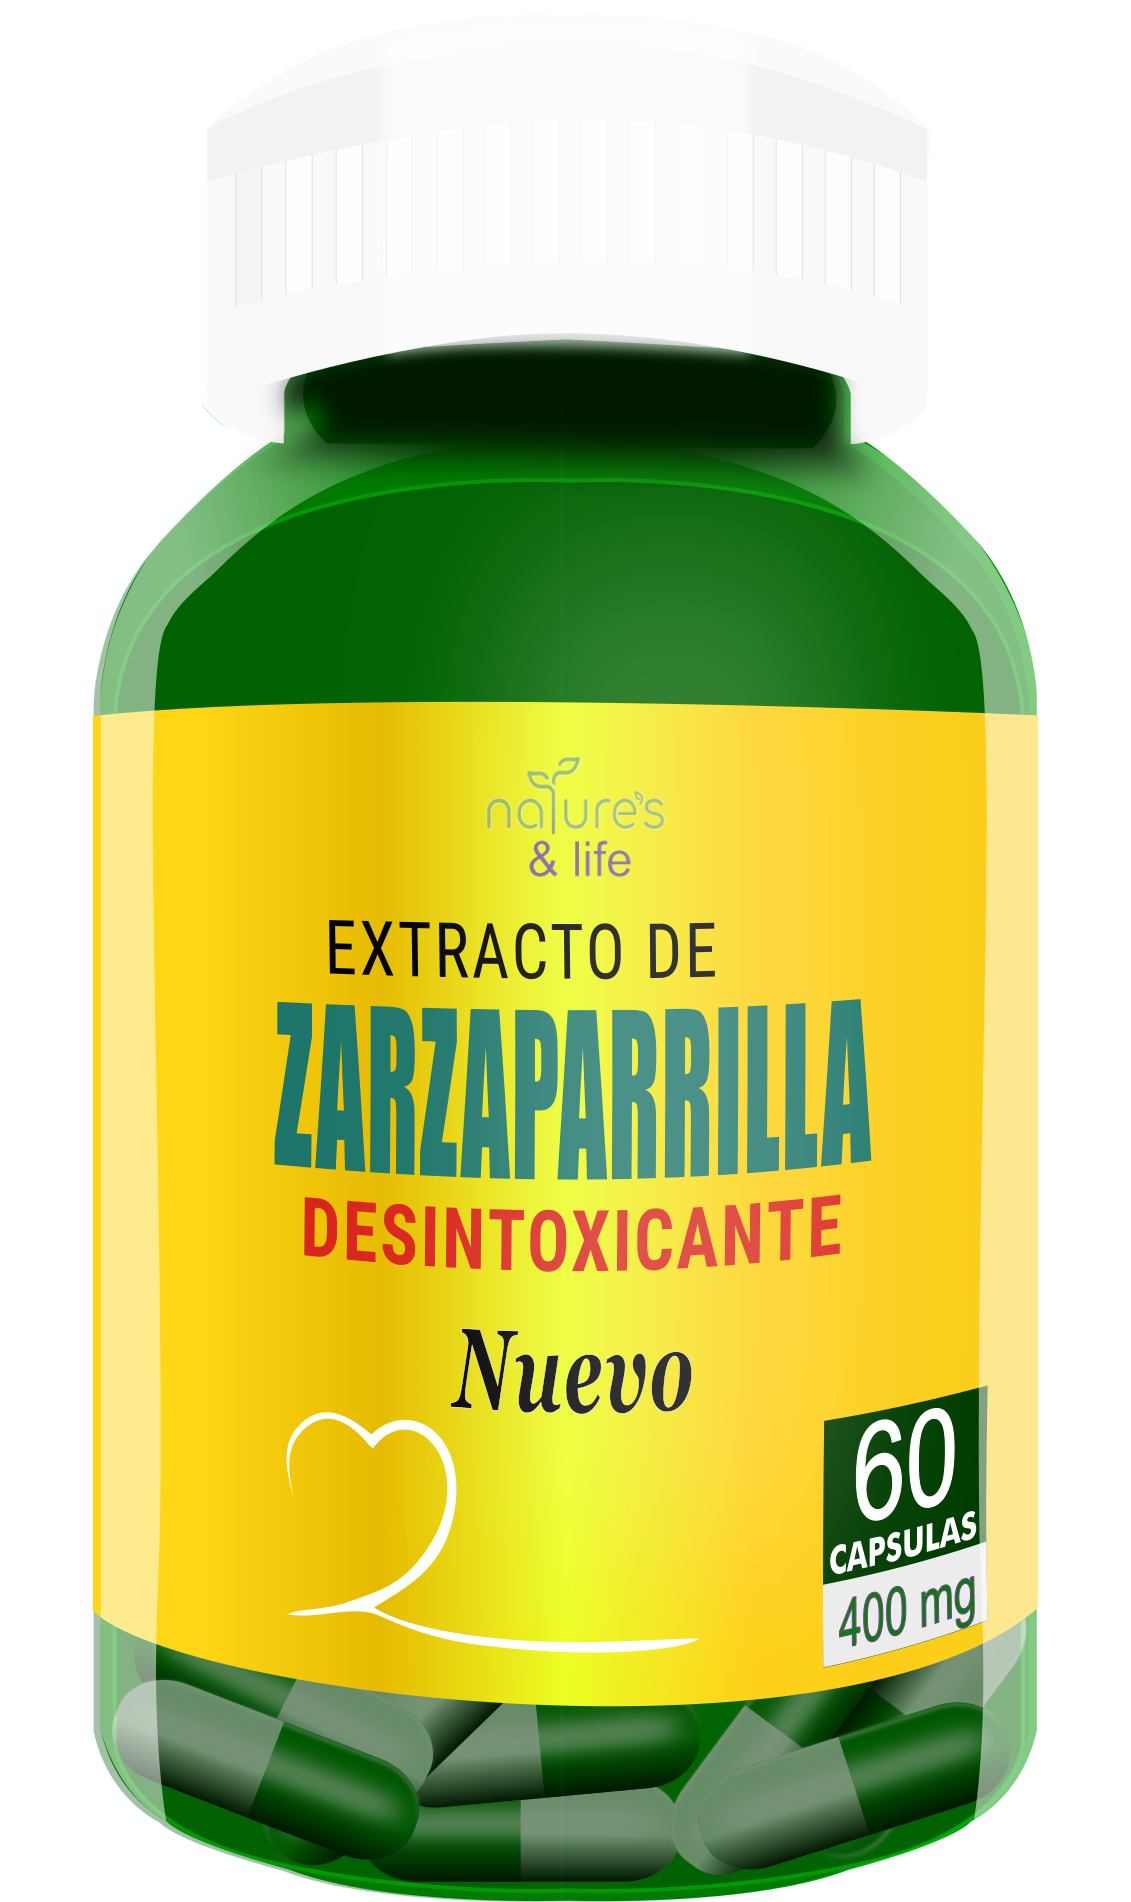 nature's
& life
EXTRACTO DE
ZARZAPARRILLA
DESINTOXICANTE
Nuevo
60
CAPSULAS
400 mg